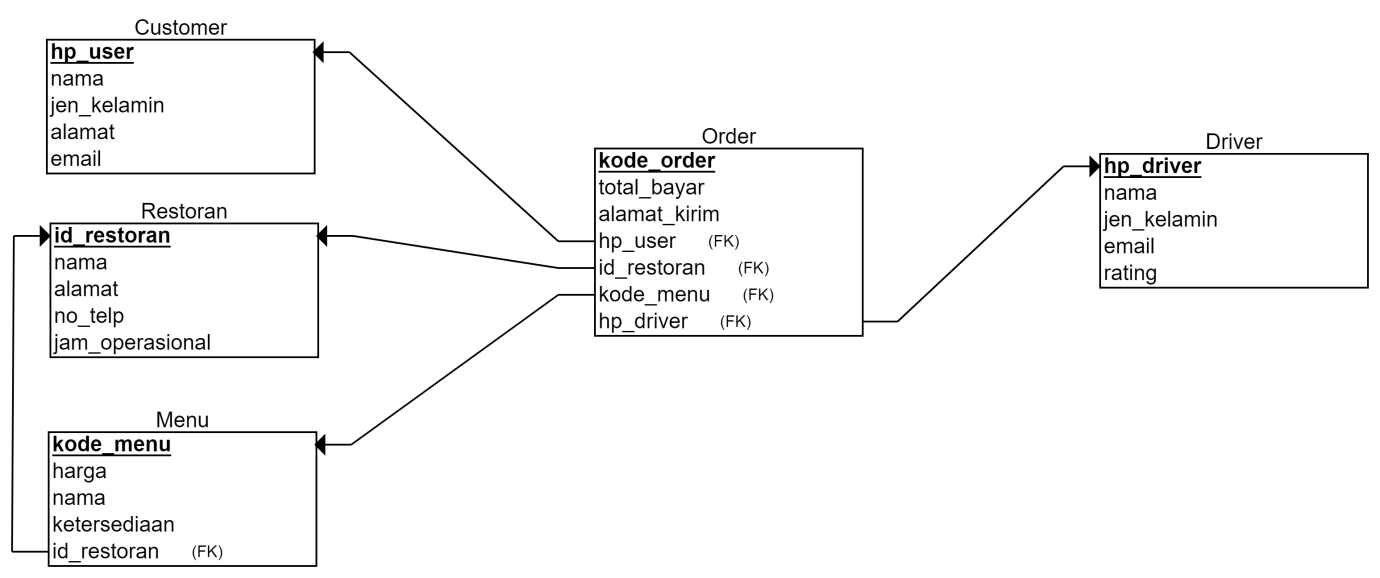 Customer
hp_user
nama
jen_kelamin
alamat
email
Restoran
id_restoran
nama
alamat
no_telp
jam_operasional
Menu
kode_menu
harga
nama
ketersediaan
id_restoran (FK)
Order
kode_order
total_bayar
alamat_kirim
hp_user (FK)
id_restoran (FK)
kode_menu (FK)
hp_driver (FK)
Driver
hp_driver
nama
jen_kelamin
email
rating